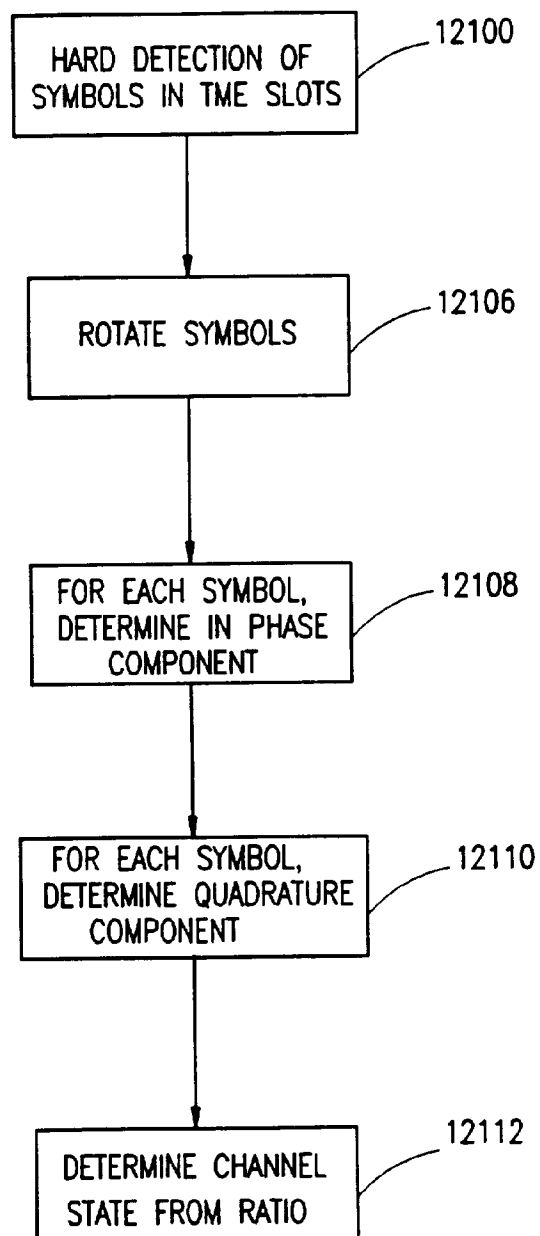 12100
HARD DETECTION OF
SYMBOLS IN TME SLOTS
12106
ROTATE SYMBOLS
12108
FOR EACH SYMBOL,
DETERMINE IN PHASE
COMPONENT
12110
FOR EACH SYMBOL,
DETERMINE QUADRATURE
COMPONENT
12112
DETERMINE CHANNEL
STATE FROM RATIO